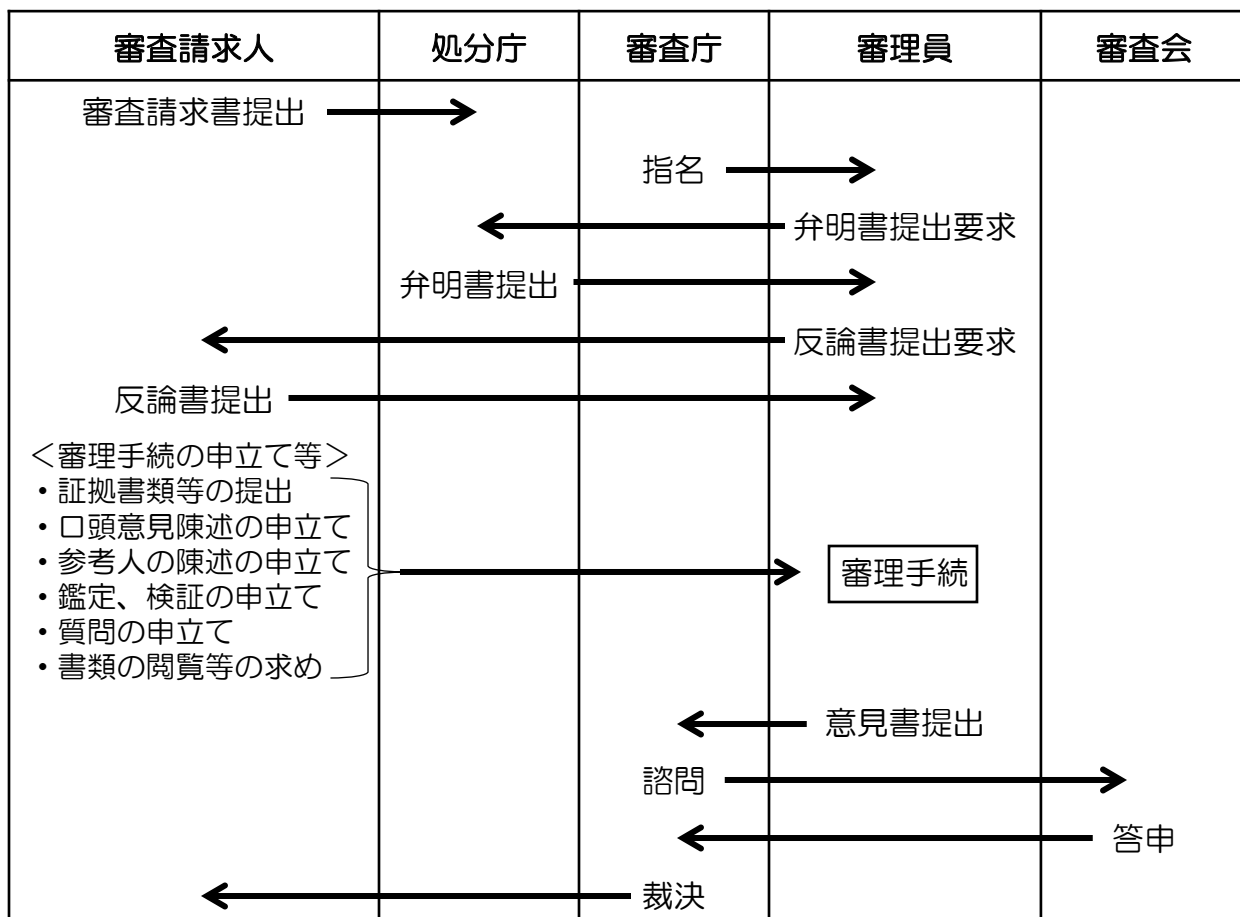 審査請求人 処分庁 審査庁 審理員 審査会
審査請求書提出
指名
弁明書提出要求
弁明書提出
反論書提出要求
反論書提出
＜審理手続の申立て等＞
・証拠書類等の提出
・口頭意見陳述の申立て
・参考人の陳述の申立て
・鑑定、検証の申立て
・質問の申立て
・書類の閲覧等の求め
審理手続
意見書提出
諮問
答申
裁決